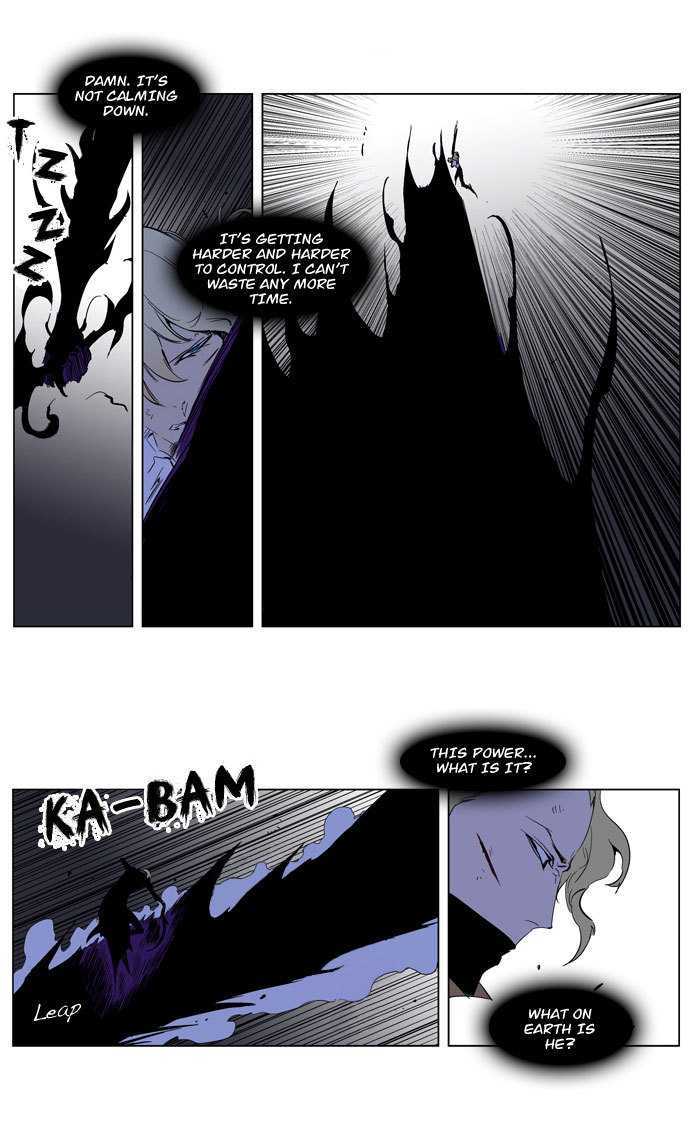 DAMN. IT'S
NOT CALMING
DOWN.
TZZZZ
IT'S GETTING
HARDER AND HARDER
TO CONTROL. I CAN'T
WASTE ANY MORE
TIME.
THIS POWER...
WHAT IS IT?
KA-BAM
Leap
WHAT ON
EARTH IS
HE?